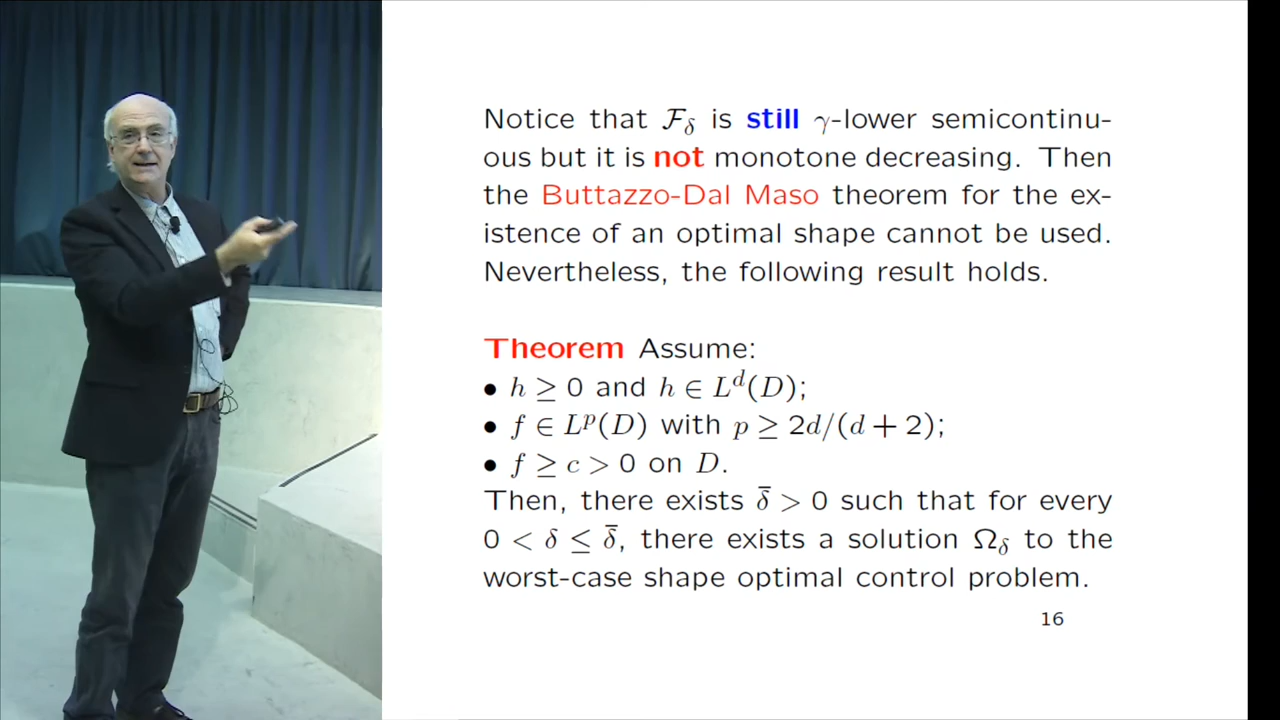 Notice that ℱ_δ is still γ-lower semicontinu-
ous but it is not monotone decreasing. Then
the Buttazzo-Dal Maso theorem for the ex-
istence of an optimal shape cannot be used.
Nevertheless, the following result holds.
Theorem Assume:
• h ≥ 0 and h ∈ L^d(D);
• f ∈ L^p(D) with p ≥ 2d/(d + 2);
• f ≥ c > 0 on D.
Then, there exists δ̄ > 0 such that for every
0 < δ ≤ δ̄, there exists a solution Ω_δ to the
worst-case shape optimal control problem.
16